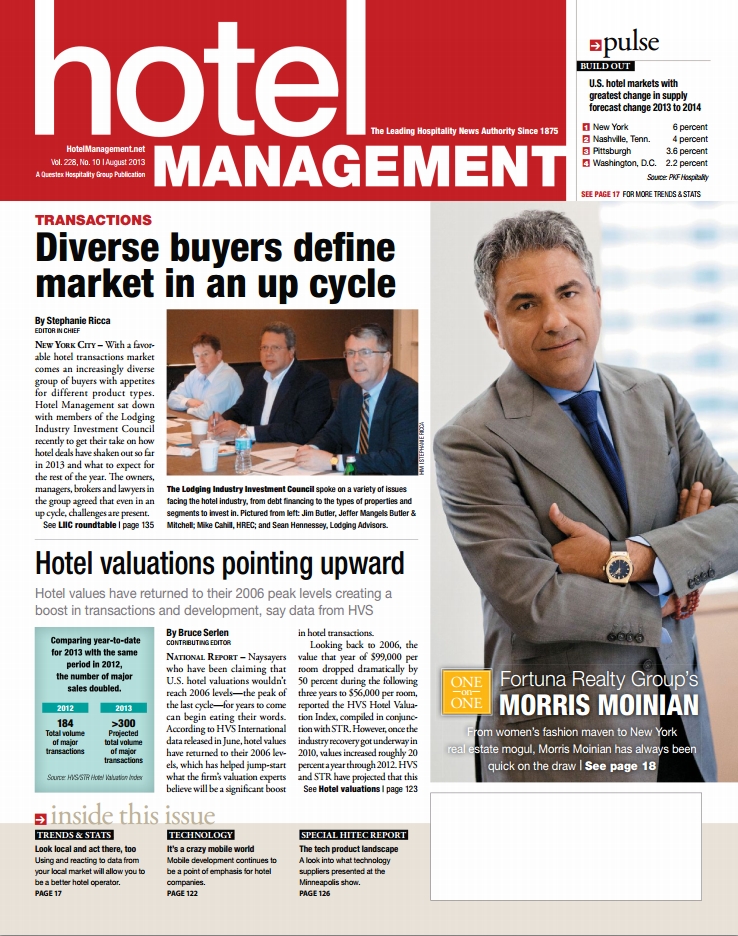 hotel
The Leading Hospitality News Authority Since 1875
MANAGEMENT
HotelManagement.net
Vol. 228, No. 10 | August 2013
A Questex Hospitality Group Publication
pulse
BUILD OUT
U.S. hotel markets with
greatest change in supply
forecast change 2013 to 2014
1 New York 6 percent
2 Nashville, Tenn. 4 percent
3 Pittsburgh 3.6 percent
4 Washington, D.C. 2.2 percent
Source: PKF Hospitality
SEE PAGE 17 FOR MORE TRENDS & STATS
TRANSACTIONS
Diverse buyers define
market in an up cycle
By Stephanie Ricca
EDITOR IN CHIEF
NEW YORK CITY – With a favor-
able hotel transactions market
comes an increasingly diverse
group of buyers with appetites
for different product types.
Hotel Management sat down
with members of the Lodging
Industry Investment Council
recently to get their take on how
hotel deals have shaken out so far
in 2013 and what to expect for
the rest of the year. The owners,
managers, brokers and lawyers in
the group agreed that even in an
up cycle, challenges are present.
See LIIC roundtable | page 135
HM | STEPHANIE RICCA
The Lodging Industry Investment Council spoke on a variety of issues
facing the hotel industry, from debt financing to the types of properties and
segments to invest in. Pictured from left: Jim Butler, Jeffer Mangels Butler &
Mitchell; Mike Cahill, HREC; and Sean Hennessey, Lodging Advisors.
Hotel valuations pointing upward
Hotel values have returned to their 2006 peak levels creating a
boost in transactions and development, say data from HVS
Comparing year-to-date
for 2013 with the same
period in 2012,
the number of major
sales doubled.
2012 2013
184 >300
Total volume
of major
transactions
Projected
total volume
of major
transactions
Source: HVS/STR Hotel Valuation Index
By Bruce Serlen
CONTRIBUTING EDITOR
NATIONAL REPORT – Naysayers
who have been claiming that
U.S. hotel valuations wouldn't
reach 2006 levels—the peak of
the last cycle—for years to come
can begin eating their words.
According to HVS International
data released in June, hotel values
have returned to their 2006 lev-
els, which has helped jump-start
what the firm's valuation experts
believe will be a significant boost
in hotel transactions.
Looking back to 2006, the
value that year of $99,000 per
room dropped dramatically by
50 percent during the following
three years to $56,000 per room,
reported the HVS Hotel Valua-
tion Index, compiled in conjunc-
tion with STR. However, once the
industry recovery got underway in
2010, values increased roughly 20
percent a year through 2012. HVS
and STR have projected that this
See Hotel valuations | page 123
ONE
on
ONE
Fortuna Realty Group's
MORRIS MOINIAN
From women's fashion maven to New York
real estate mogul, Morris Moinian has always been
quick on the draw | See page 18
inside this issue
TRENDS & STATS
Look local and act there, too
Using and reacting to data from
your local market will allow you to
be a better hotel operator.
PAGE 17
TECHNOLOGY
It's a crazy mobile world
Mobile development continues to
be a point of emphasis for hotel
companies.
PAGE 122
SPECIAL HITEC REPORT
The tech product landscape
A look into what technology
suppliers presented at the
Minneapolis show.
PAGE 126